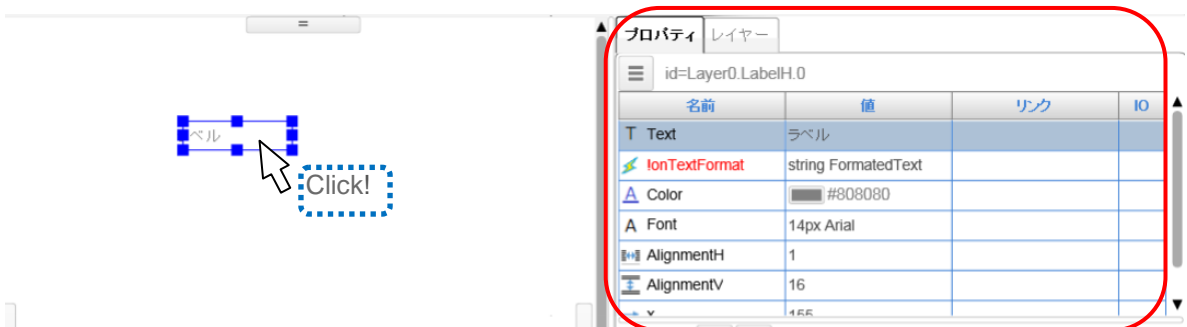 ベル
Click!
プロパティ レイヤー
id=Layer0.LabelH.0
名前 値 リンク IO
T Text ラベル
!onTextFormat string FormatedText
A Color #808080
A Font 14px Arial
AlignmentH 1
AlignmentV 16
x 155